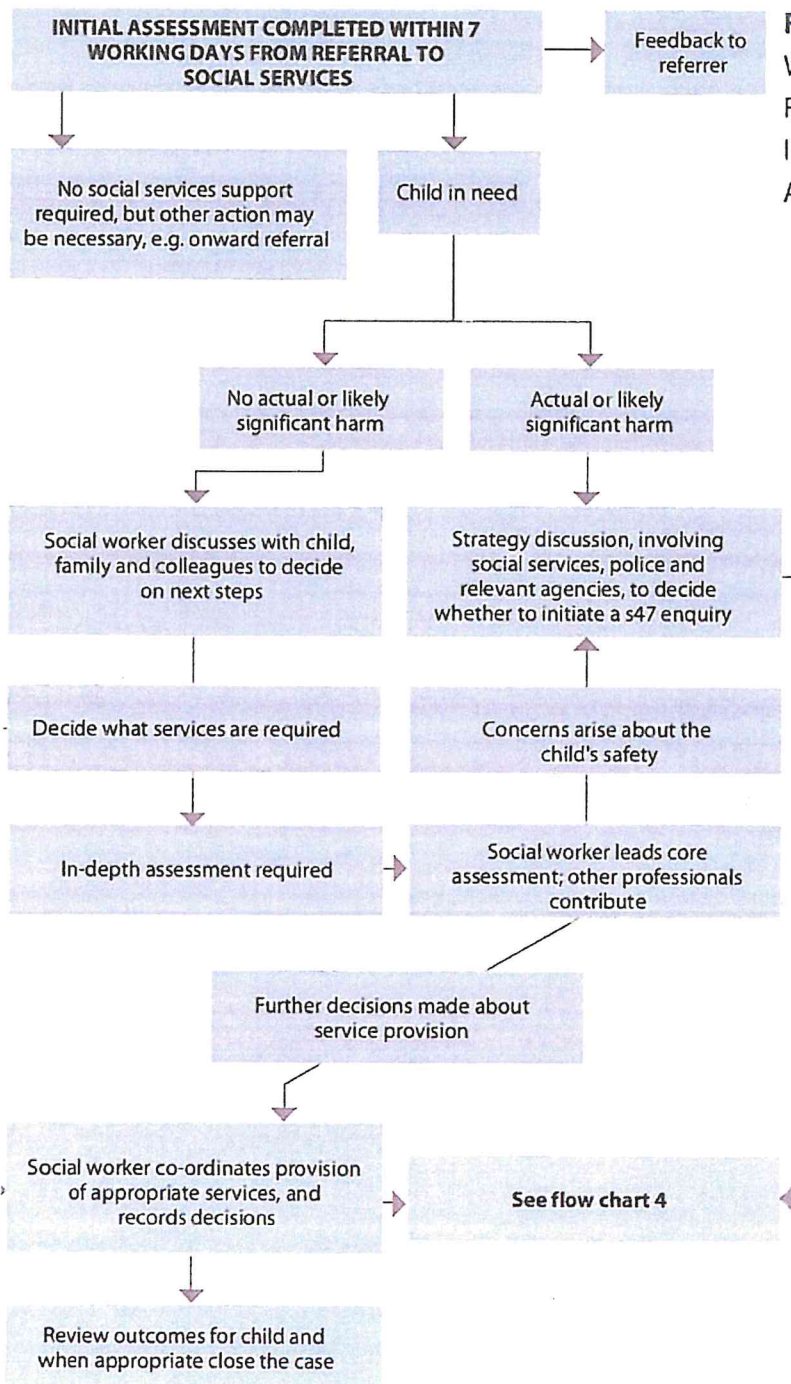 INITIAL ASSESSMENT COMPLETED WITHIN 7
WORKING DAYS FROM REFERRAL TO
SOCIAL SERVICES
Feedback to
referrer
No social services support
required, but other action may
be necessary, e.g. onward referral
Child in need
No actual or likely
significant harm
Actual or likely
significant harm
Social worker discusses with child,
family and colleagues to decide
on next steps
Strategy discussion, involving
social services, police and
relevant agencies, to decide
whether to initiate a s47 enquiry
Decide what services are required
Concerns arise about the
child's safety
In-depth assessment required
Social worker leads core
assessment; other professionals
contribute
Further decisions made about
service provision
Social worker co-ordinates provision
of appropriate services, and
records decisions
See flow chart 4
Review outcomes for child and
when appropriate close the case